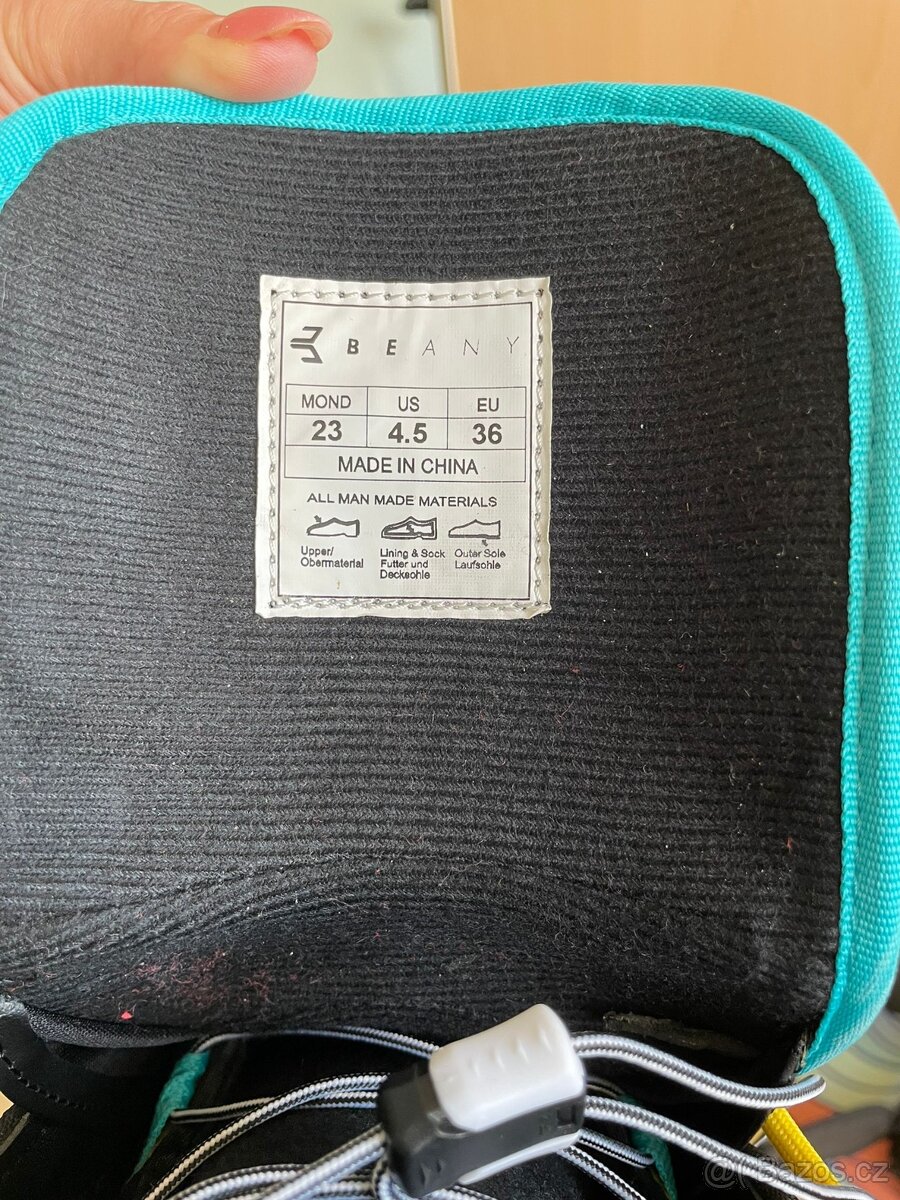 BEANY
MOND US EU
23 4.5 36
MADE IN CHINA
ALL MAN MADE MATERIALS
Upper/
Obermaterial
Lining & Sock
Futter und
Decksohle
Outer Sole
Laufsohle
@Bazos.cz